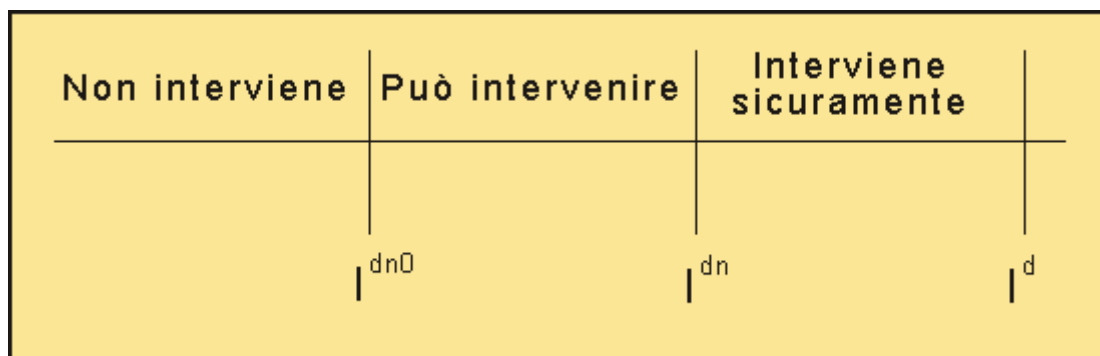 Non interviene
Può intervenire
Interviene
sicuramente
I dn0
I dn
I d